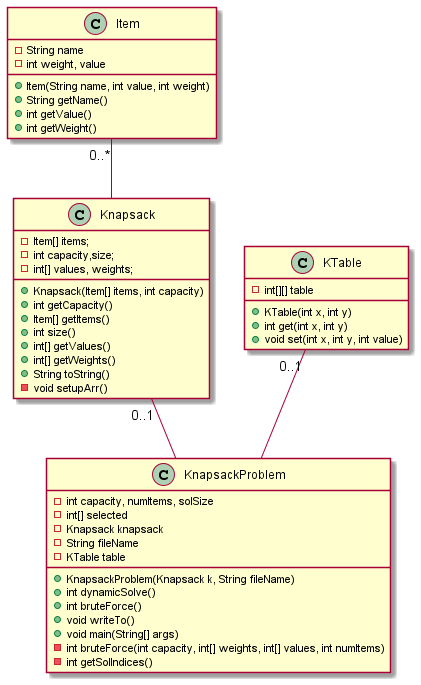 C Item
String name
int weight, value
Item(String name, int value, int weight)
String getName()
int getValue()
int getWeight()
0..*
C Knapsack
Item[] items;
int capacity,size;
int[] values, weights;
Knapsack(Item[] items, int capacity)
int getCapacity()
Item[] getItems()
int size()
int[] getValues()
int[] getWeights()
String toString()
void setupArr()
C KTable
int[][] table
KTable(int x, int y)
int get(int x, int y)
void set(int x, int y, int value)
0..1
0..1
C KnapsackProblem
int capacity, numItems, solSize
int[] selected
Knapsack knapsack
String fileName
KTable table
KnapsackProblem(Knapsack k, String fileName)
int dynamicSolve()
int bruteForce()
void writeTo()
void main(String[] args)
int bruteForce(int capacity, int[] weights, int[] values, int numItems)
int getSolIndices()